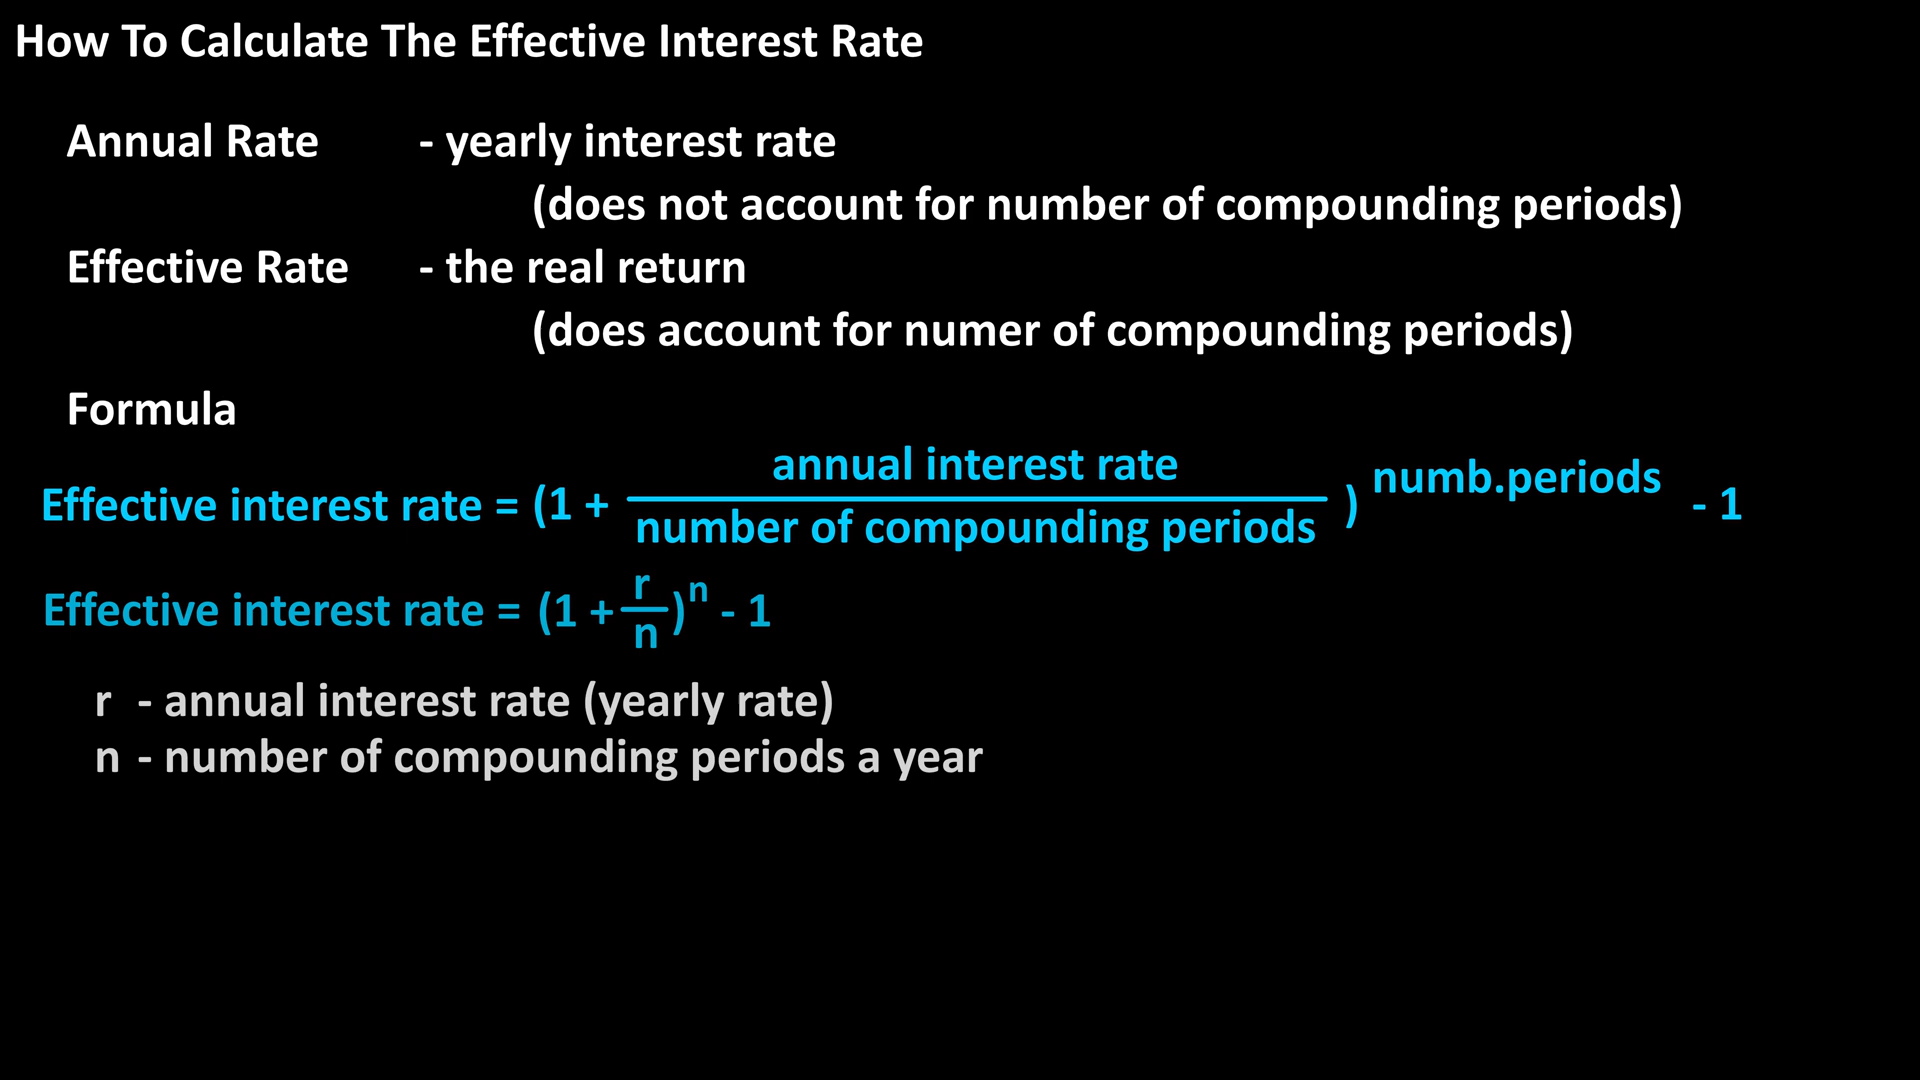 How To Calculate The Effective Interest Rate
Annual Rate - yearly interest rate
(does not account for number of compounding periods)
Effective Rate - the real return
(does account for numer of compounding periods)
Formula
Effective interest rate = (1 + annual interest rate / number of compounding periods ) numb.periods - 1
Effective interest rate = (1 + r / n )^n - 1
r - annual interest rate (yearly rate)
n - number of compounding periods a year